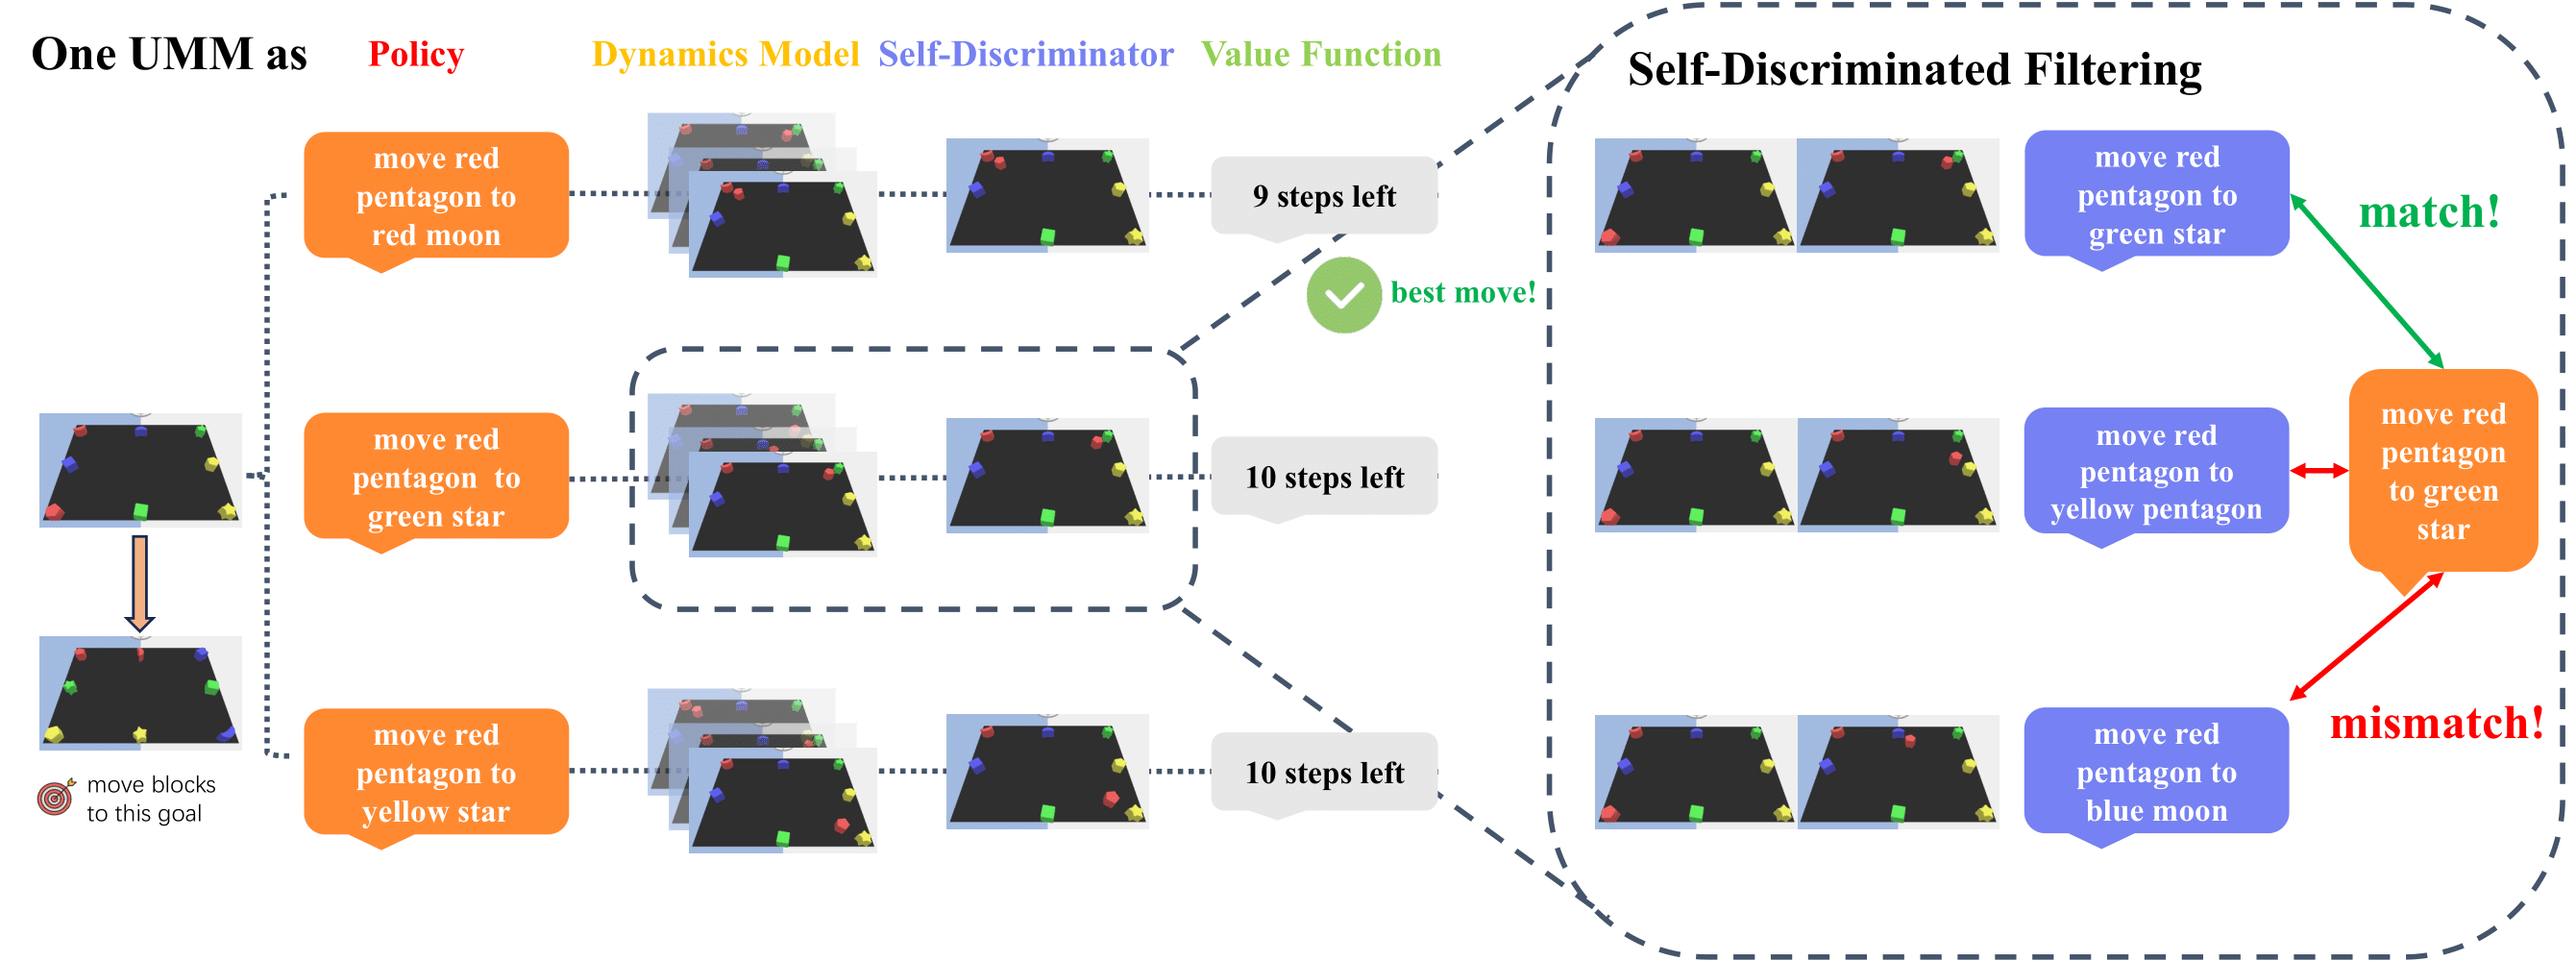 One UMM as
Policy
Dynamics Model
Self-Discriminator
Value Function
move red
pentagon to
red moon
9 steps left
best move!
move red
pentagon to
green star
10 steps left
move red
pentagon to
yellow star
10 steps left
move blocks
to this goal
Self-Discriminated Filtering
move red
pentagon to
green star
match!
move red
pentagon to
yellow pentagon
move red
pentagon
to green
star
move red
pentagon to
blue moon
mismatch!